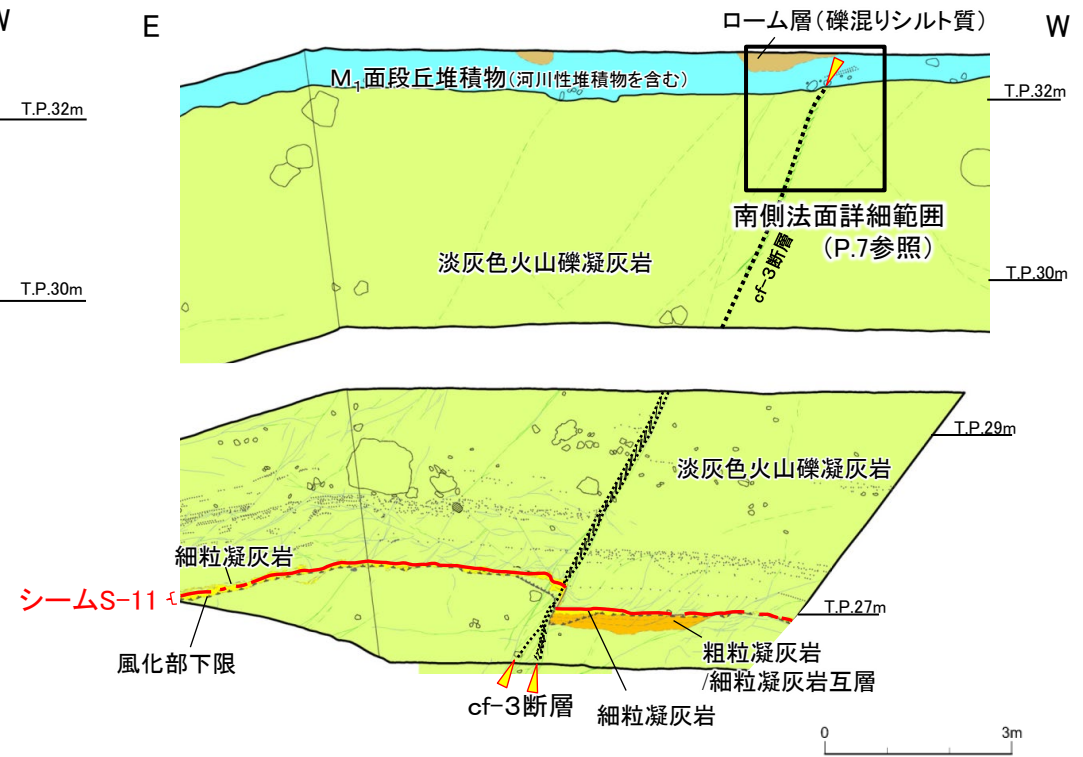 E
W
ローム層(礫混りシルト質)
M₁面段丘堆積物(河川性堆積物を含む)
T.P.32m
T.P.32m
南側法面詳細範囲
(P.7参照)
cf-3断層
淡灰色火山礫凝灰岩
T.P.30m
T.P.30m
T.P.29m
淡灰色火山礫凝灰岩
細粒凝灰岩
シームS-11
T.P.27m
風化部下限
粗粒凝灰岩
/細粒凝灰岩互層
cf-3断層
細粒凝灰岩
0 3m